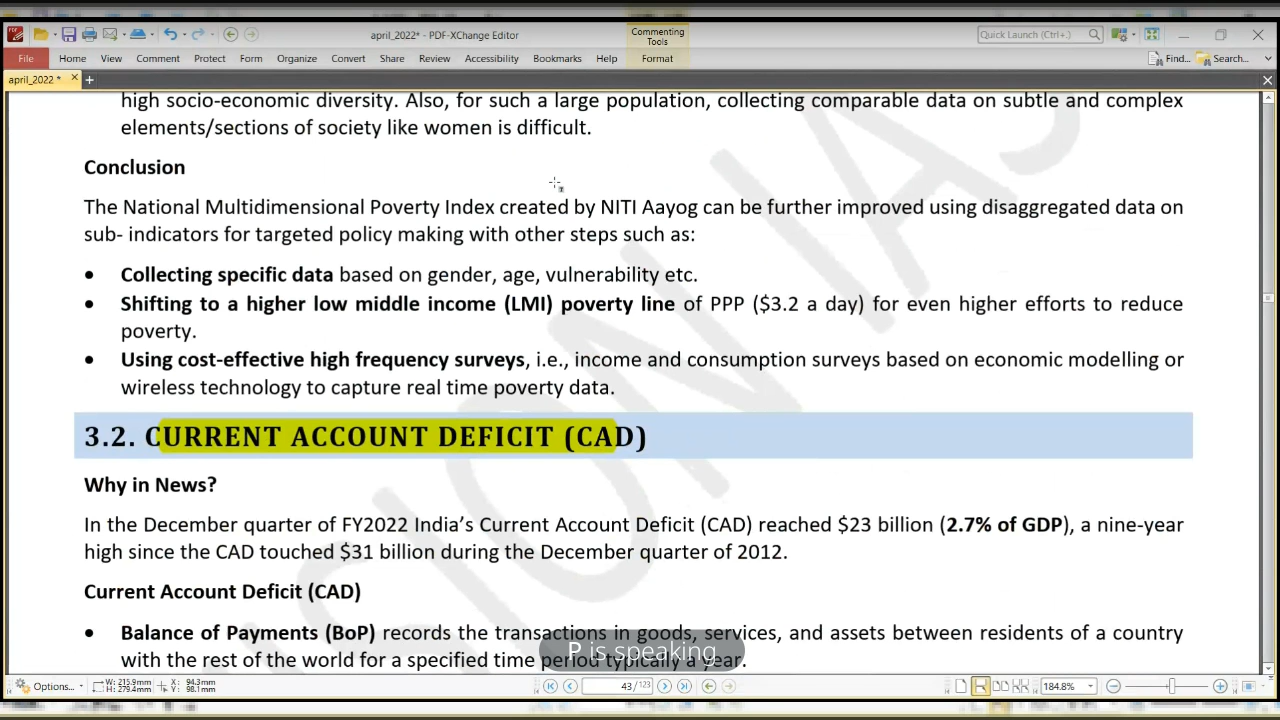 april_2022* - PDF-XChange Editor
Quick Launch (Ctrl+.)
Commenting Tools
File Home View Comment Protect Form Organize Convert Share Review Accessibility Bookmarks Help Format
Find... Search...
april_2022 *
high socio-economic diversity. Also, for such a large population, collecting comparable data on subtle and complex
elements/sections of society like women is difficult.
Conclusion
The National Multidimensional Poverty Index created by NITI Aayog can be further improved using disaggregated data on
sub- indicators for targeted policy making with other steps such as:
• Collecting specific data based on gender, age, vulnerability etc.
• Shifting to a higher low middle income (LMI) poverty line of PPP ($3.2 a day) for even higher efforts to reduce
poverty.
• Using cost-effective high frequency surveys, i.e., income and consumption surveys based on economic modelling or
wireless technology to capture real time poverty data.
3.2. CURRENT ACCOUNT DEFICIT (CAD)
Why in News?
In the December quarter of FY2022 India's Current Account Deficit (CAD) reached $23 billion (2.7% of GDP), a nine-year
high since the CAD touched $31 billion during the December quarter of 2012.
Current Account Deficit (CAD)
• Balance of Payments (BoP) records the transactions in goods, services, and assets between residents of a country
with the rest of the world for a specified time period typically a year.
P is speaking
VISION IAS
Options... W: 215.9mm X: 94.3mm
H: 279.4mm Y: 98.1mm
43 / 123
184.8%